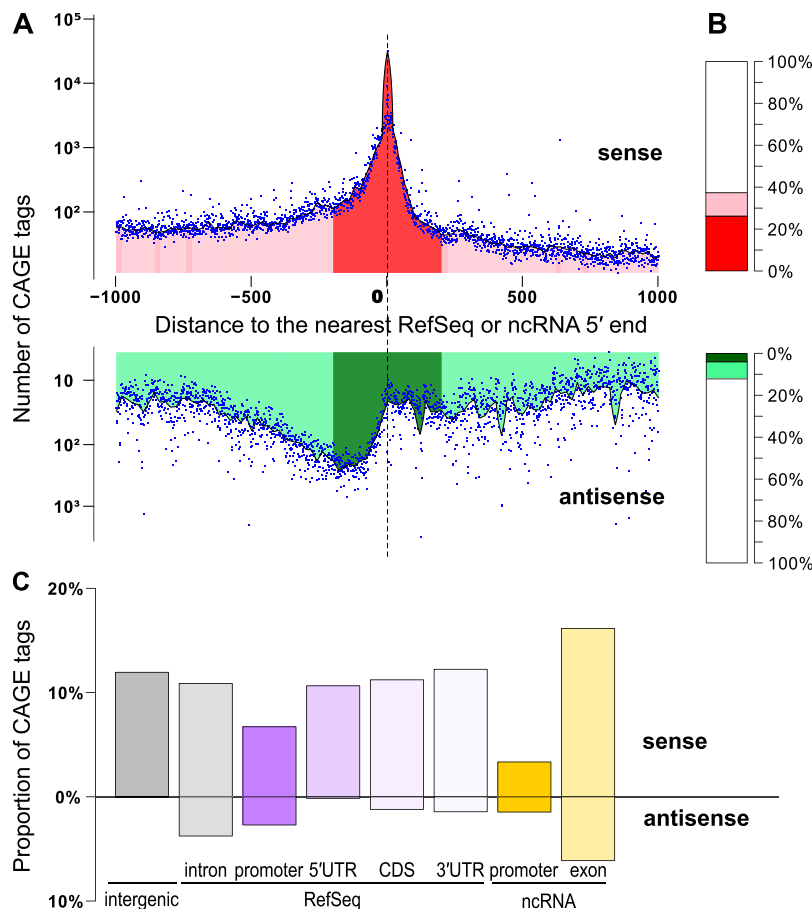 A
B
10⁵
10⁴
10³
10²
sense
100%
80%
60%
40%
20%
0%
−1000
−500
0
500
1000
Distance to the nearest RefSeq or ncRNA 5′ end
Number of CAGE tags
10
10²
10³
antisense
0%
20%
40%
60%
80%
100%
C
20%
10%
0%
10%
Proportion of CAGE tags
sense
antisense
intron promoter 5′UTR CDS 3′UTR promoter exon
intergenic RefSeq ncRNA